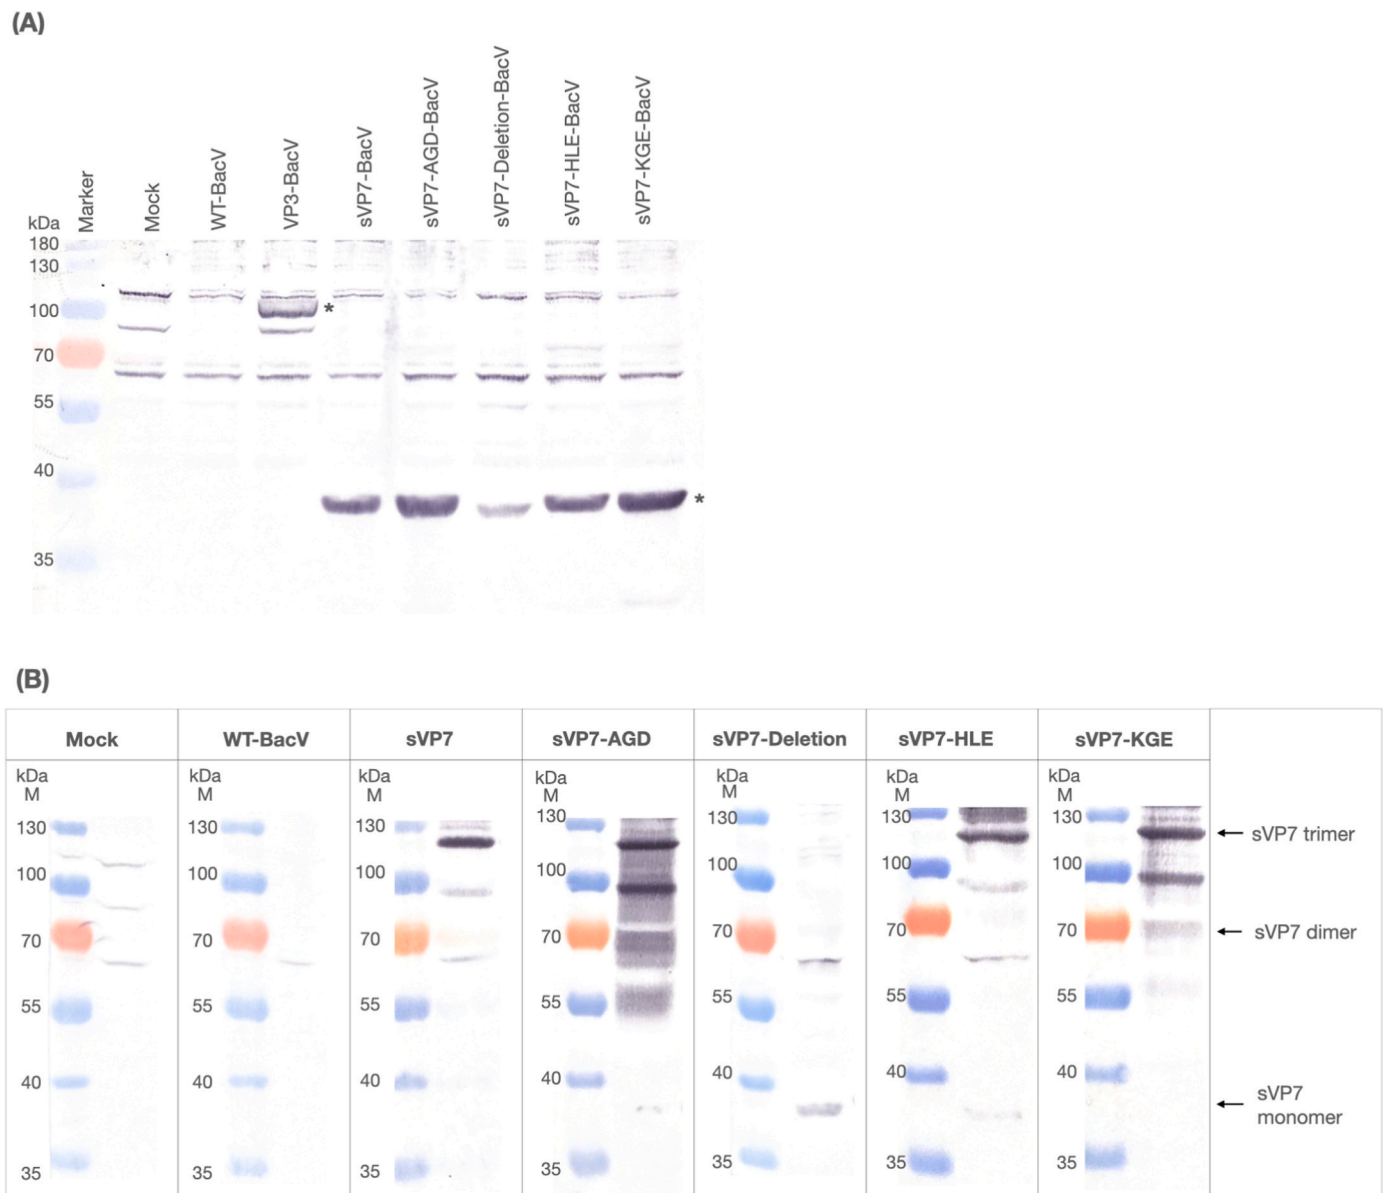 (A)
kDa
Marker
Mock
WT-BacV
VP3-BacV
sVP7-BacV
sVP7-AGD-BacV
sVP7-Deletion-BacV
sVP7-HLE-BacV
sVP7-KGE-BacV
180
130
100
*
70
55
40
*
35
(B)
Mock
WT-BacV
sVP7
sVP7-AGD
sVP7-Deletion
sVP7-HLE
sVP7-KGE
kDa
M
130
100
70
55
40
35
kDa
M
130
100
70
55
40
35
kDa
M
130
100
70
55
40
35
kDa
M
130
100
70
55
40
35
kDa
M
130
100
70
55
40
35
kDa
M
130
100
70
55
40
35
kDa
M
130
100
70
55
40
35
sVP7 trimer
sVP7 dimer
sVP7
monomer